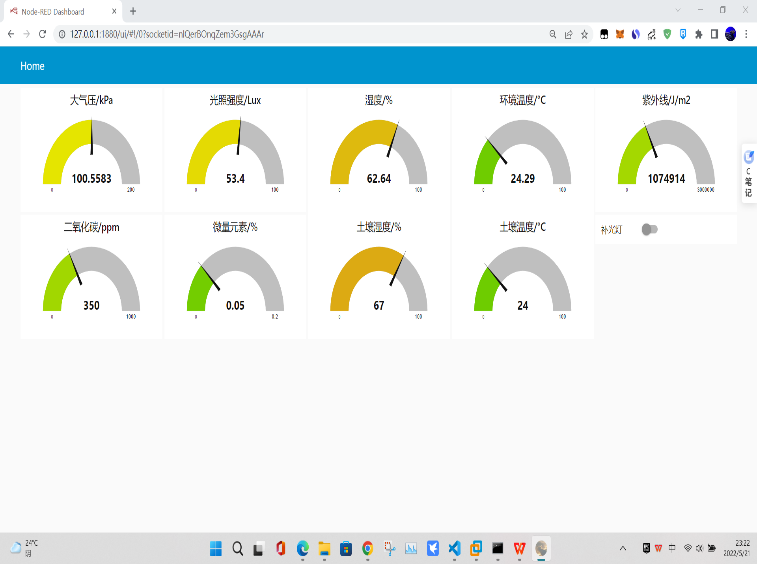 Node-RED Dashboard
127.0.0.1:1880/ui/#!/0?socketid=nlQerBOnqZem3GsgAAAr
Home
大气压/kPa
100.5583
0 200
光照强度/Lux
53.4
0 100
湿度/%
62.64
0 100
环境温度/°C
24.29
0 100
紫外线/J/m2
1074914
0
C
笔
记
二氧化碳/ppm
350
0 1000
微量元素/%
0.05
0 0.2
土壤湿度/%
67
0 100
土壤温度/°C
24
0 100
补光灯
24°C
阴
中
23:22
2022/5/21